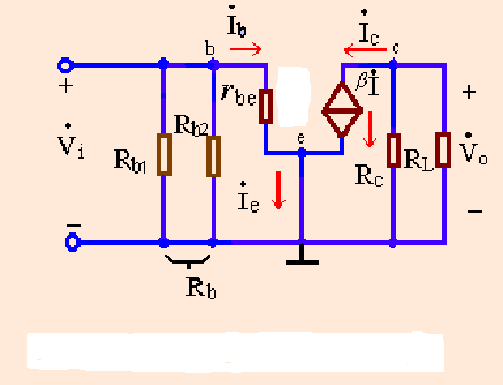 İb
İc
b
c
+
rbe
βİ
+
Rb2
V̇i
Rb1
e
Rc
RL
V̇o
İe
−
−
Rb